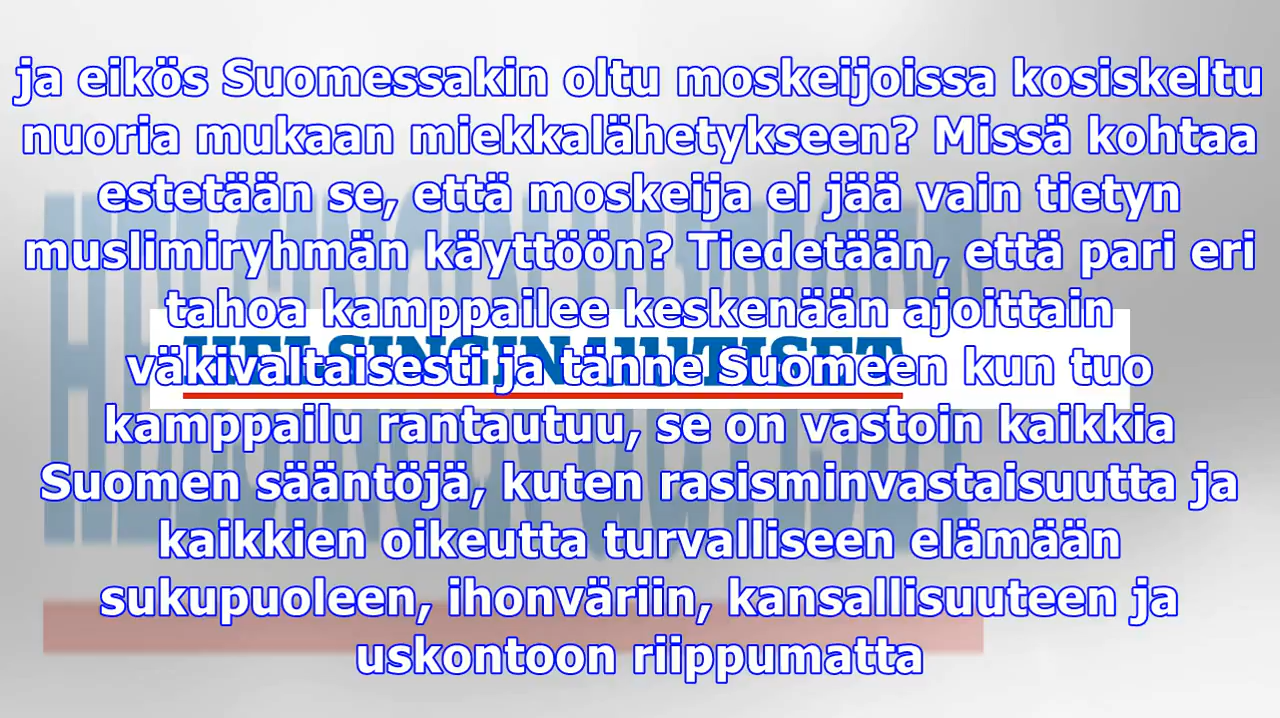 ja eikös Suomessakin oltu moskeijoissa kosiskeltu
nuoria mukaan miekkalähetykseen? Missä kohtaa
estetään se, että moskeija ei jää vain tietyn
muslimiryhmän käyttöön? Tiedetään, että pari eri
tahoa kamppailee keskenään ajoittain
HELSINGIN UUTISET
väkivaltaisesti ja tänne Suomeen kun tuo
kamppailu rantautuu, se on vastoin kaikkia
Suomen sääntöjä, kuten rasisminvastaisuutta ja
kaikkien oikeutta turvalliseen elämään
sukupuoleen, ihonväriin, kansallisuuteen ja
uskontoon riippumatta